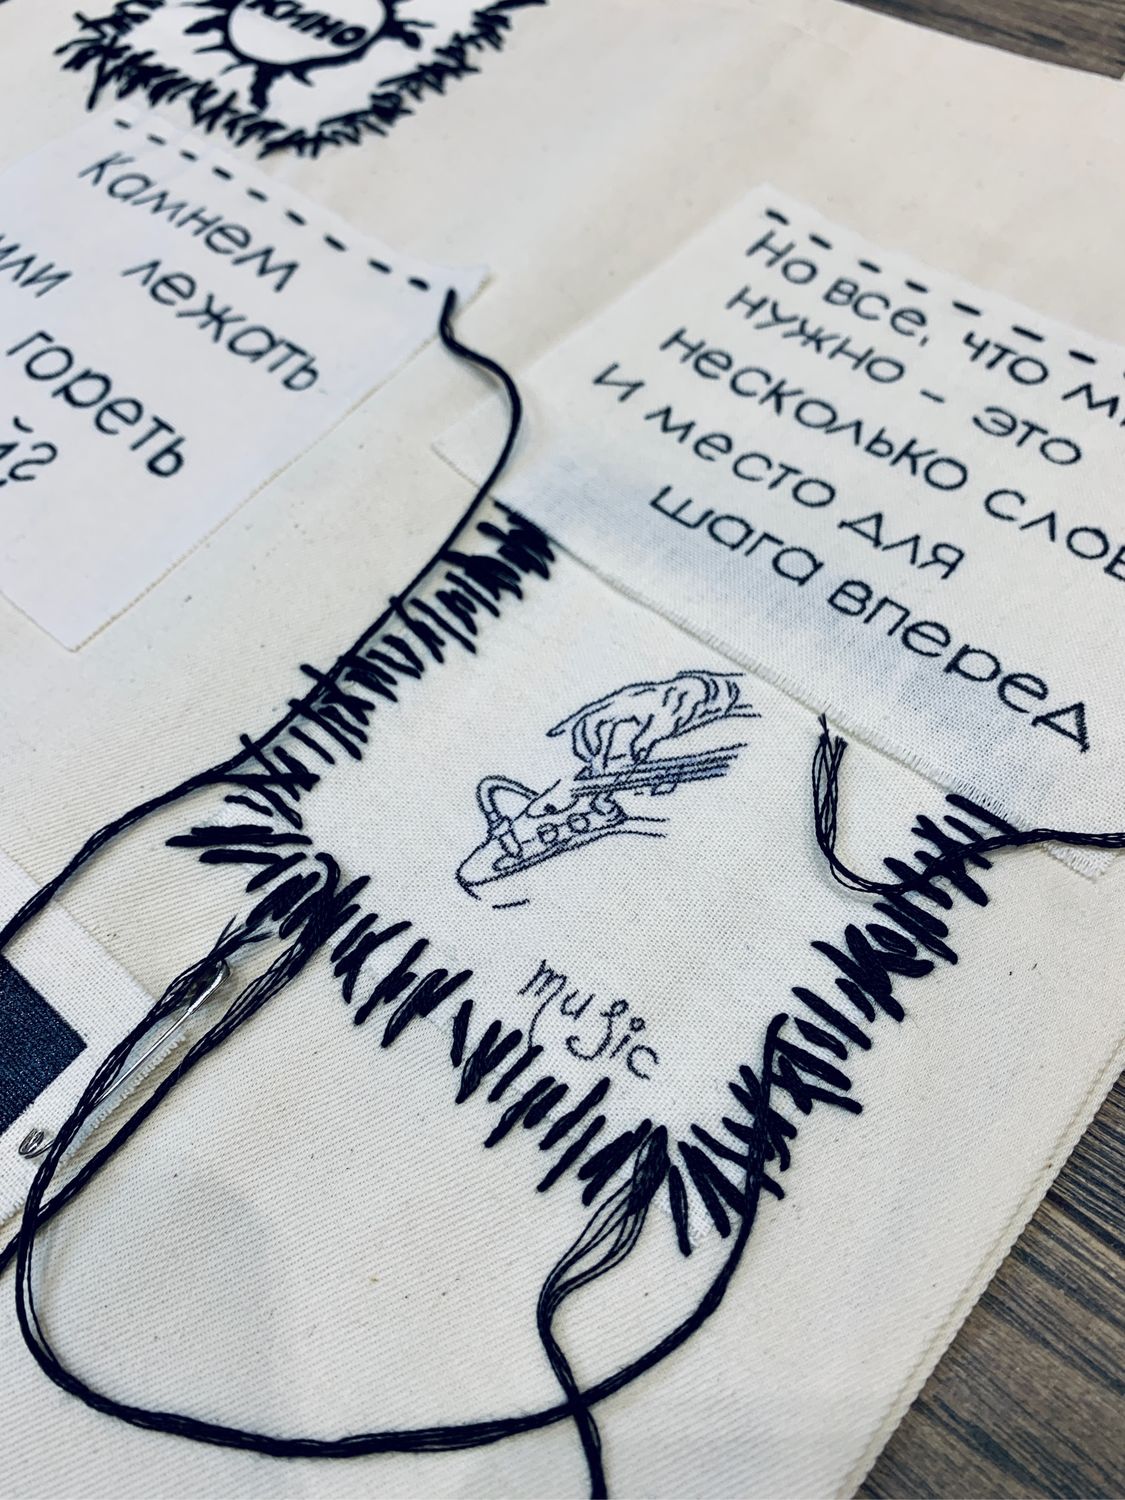 КИНО
Камнем
или лежать
гореть
Но все, что
нужно - это
несколько слов
и место для
шага вперед
music